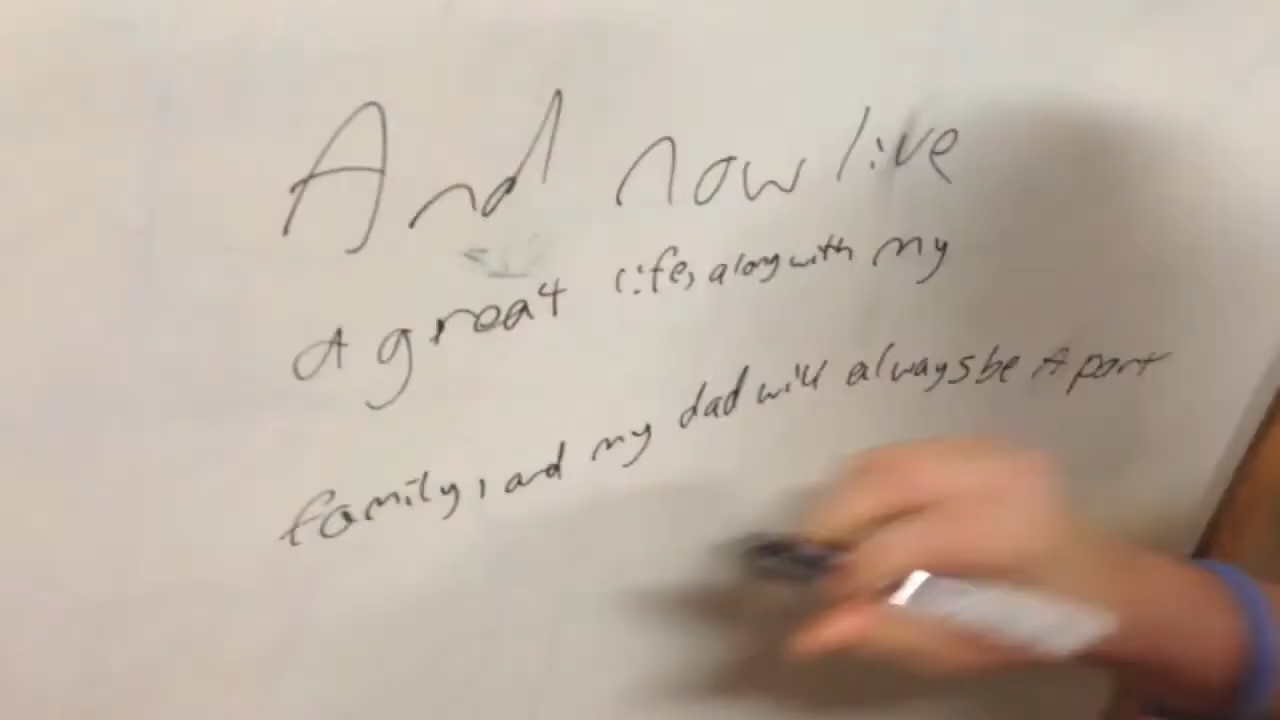 And now live
A great life, along with my
family, and my dad will always be A part